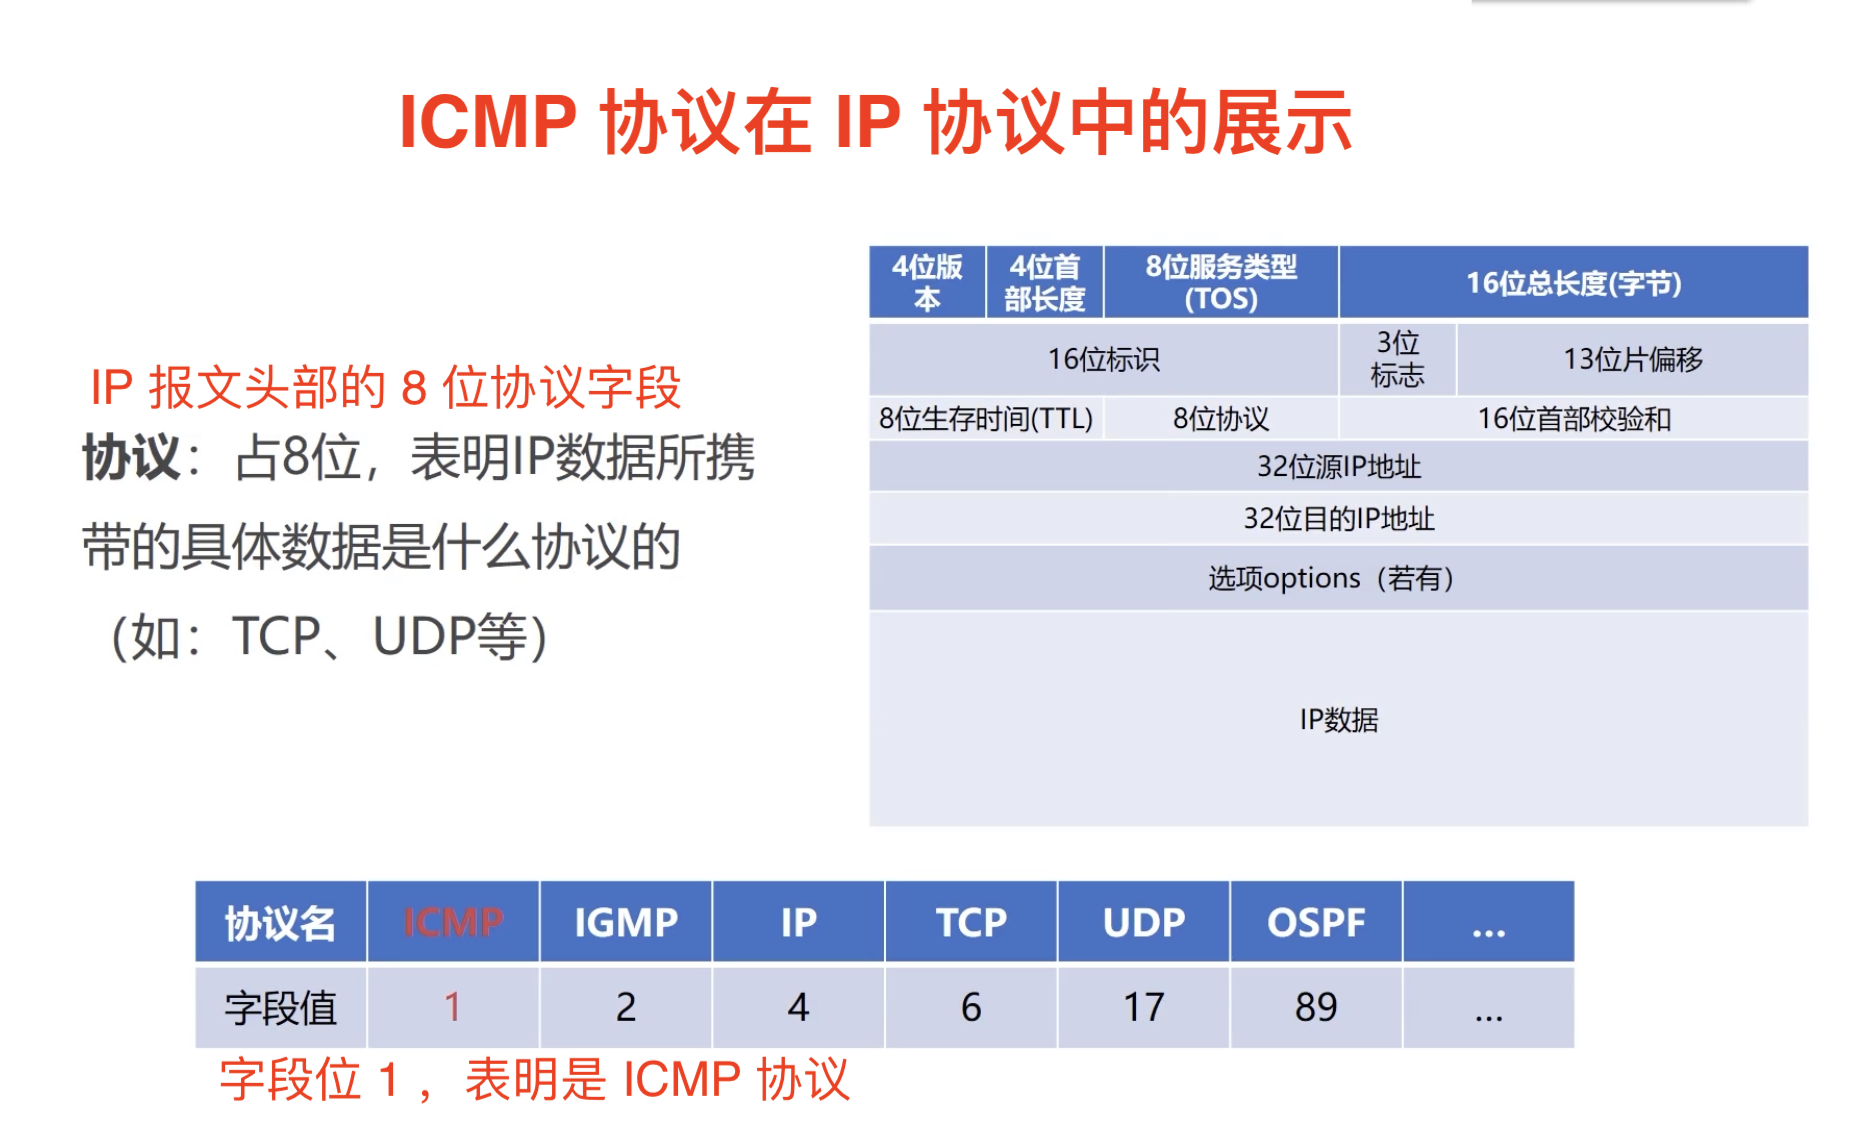 ICMP 协议在 IP 协议中的展示
IP 报文头部的 8 位协议字段
协议：占8位，表明IP数据所携
带的具体数据是什么协议的
（如：TCP、UDP等）
4位版
本
4位首
部长度
8位服务类型
(TOS)
16位总长度(字节)
16位标识
3位
标志
13位片偏移
8位生存时间(TTL)
8位协议
16位首部校验和
32位源IP地址
32位目的IP地址
选项options（若有）
IP数据
协议名 ICMP IGMP IP TCP UDP OSPF ...
字段值 1 2 4 6 17 89 ...
字段位 1 ，表明是 ICMP 协议